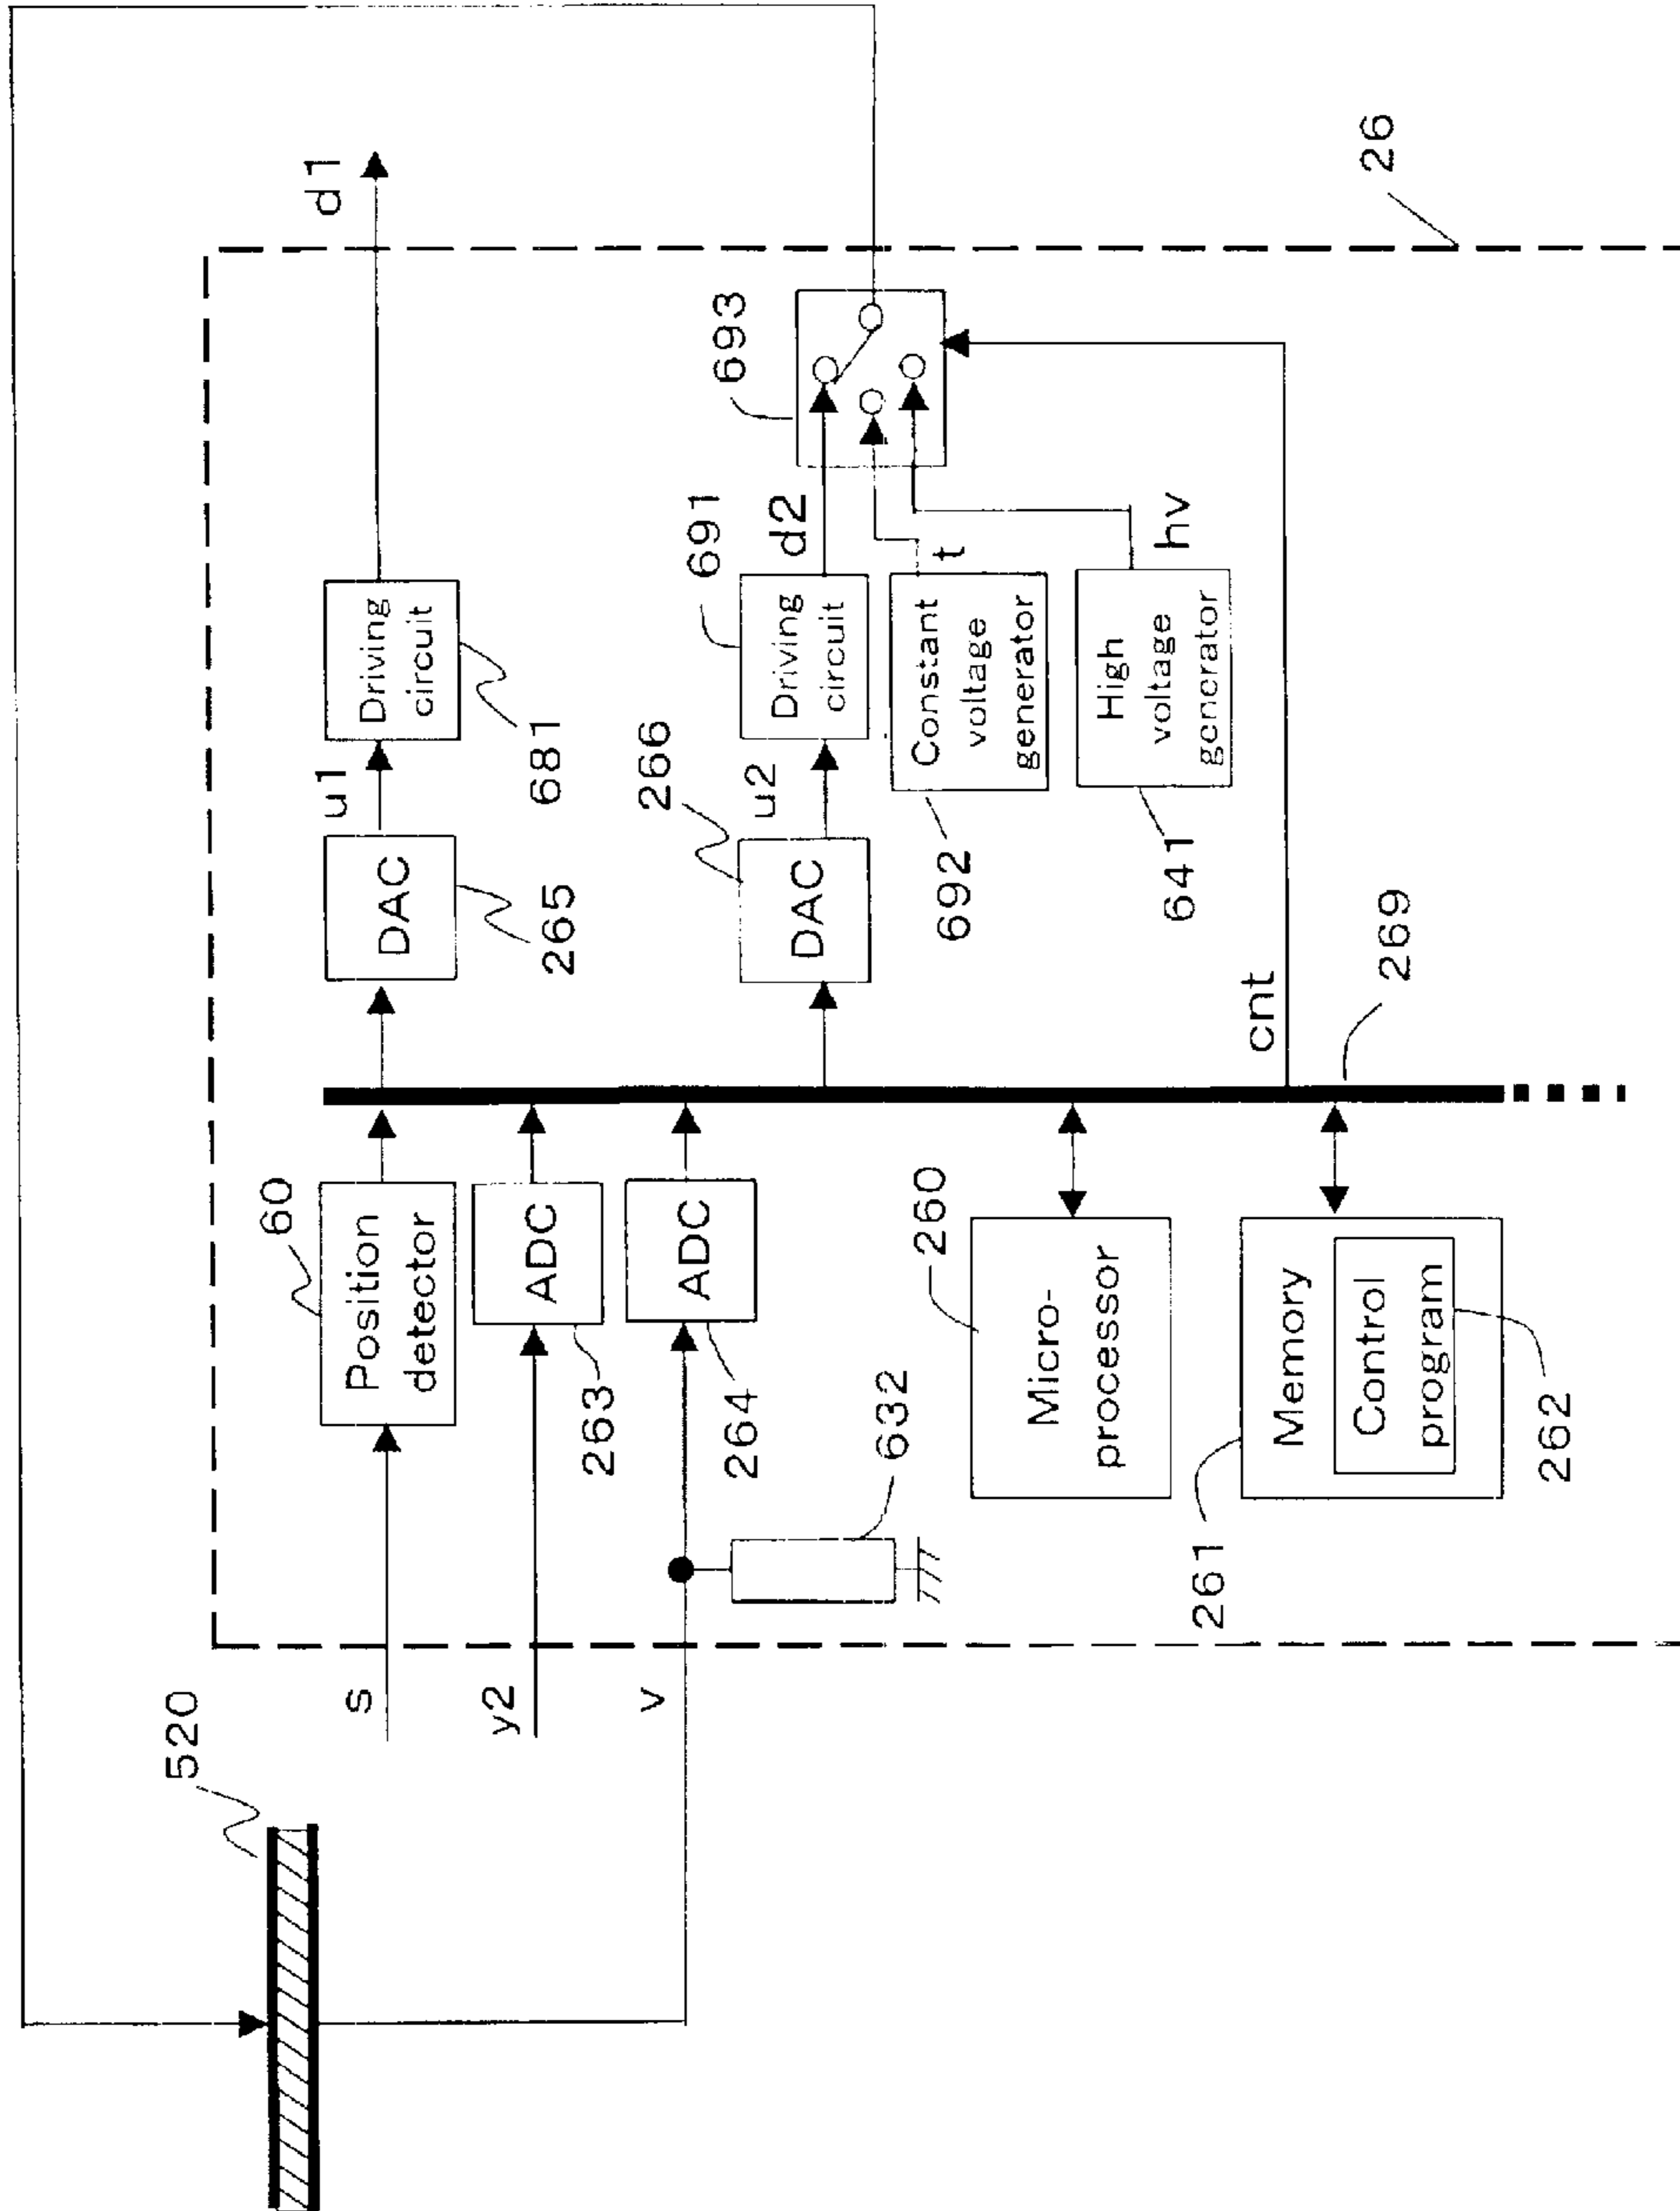 520
s
60
Position
detector
u1
DAC
265
Driving
circuit
681
d1
y2
ADC
263
v
ADC
264
632
266
DAC
u2
691
Driving
circuit
d2
693
Constant
voltage
generator
692
t
High
voltage
generator
641
hv
260
Micro-
processor
261
Memory
Control
program
262
cnt
269
26